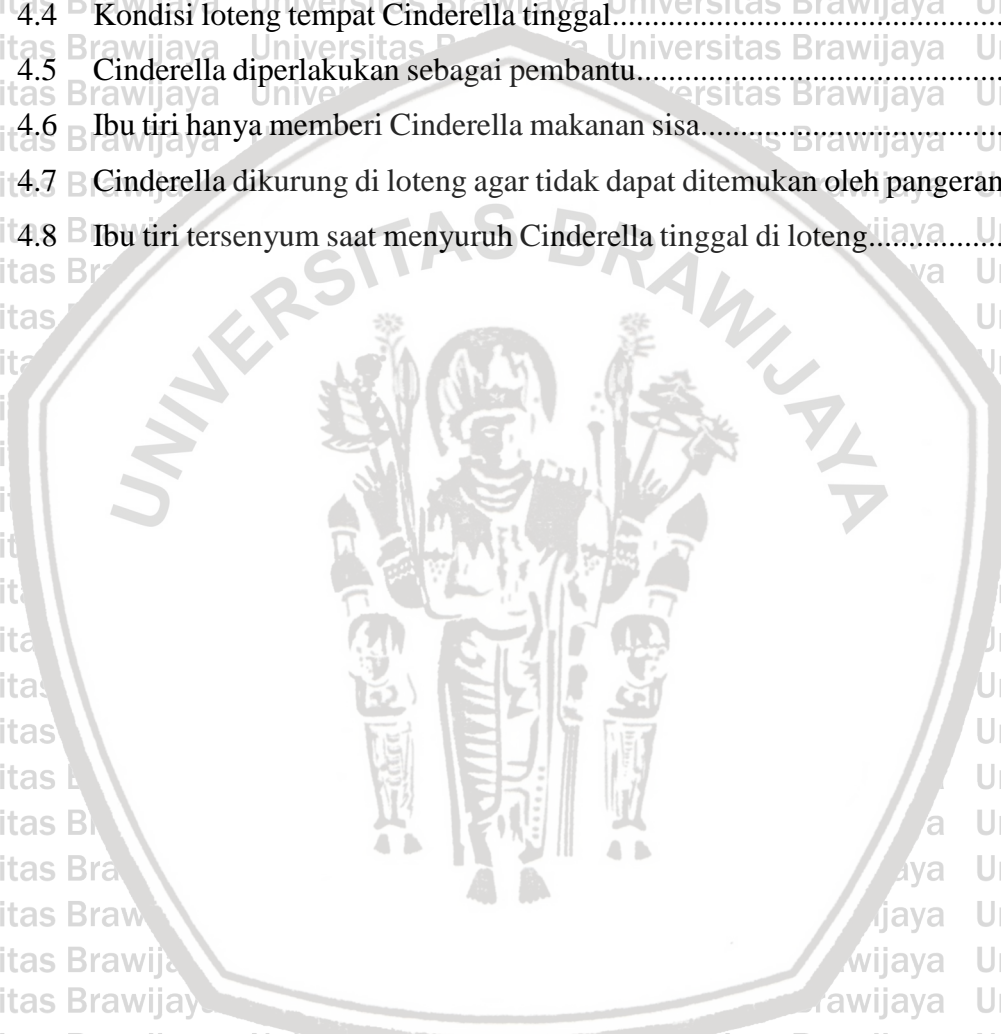 4.4 Kondisi loteng tempat Cinderella tinggal................................................
4.5 Cinderella diperlakukan sebagai pembantu..............................................
4.6 Ibu tiri hanya memberi Cinderella makanan sisa......................................
4.7 Cinderella dikurung di loteng agar tidak dapat ditemukan oleh pangeran
4.8 Ibu tiri tersenyum saat menyuruh Cinderella tinggal di loteng..................
UNIVERSITAS BRAWIJAYA